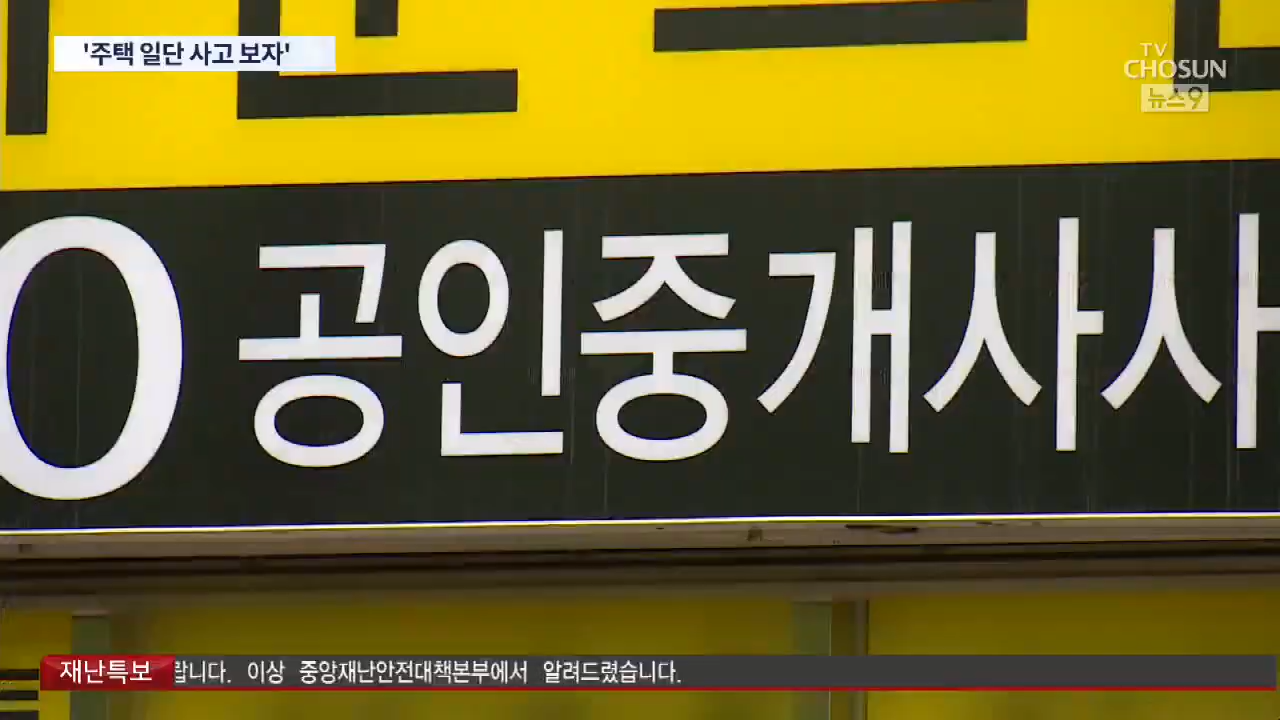 '주택 일단 사고 보자'
TV
CHOSUN
뉴스9
공인중개사사
재난특보
랍니다. 이상 중앙재난안전대책본부에서 알려드렸습니다.